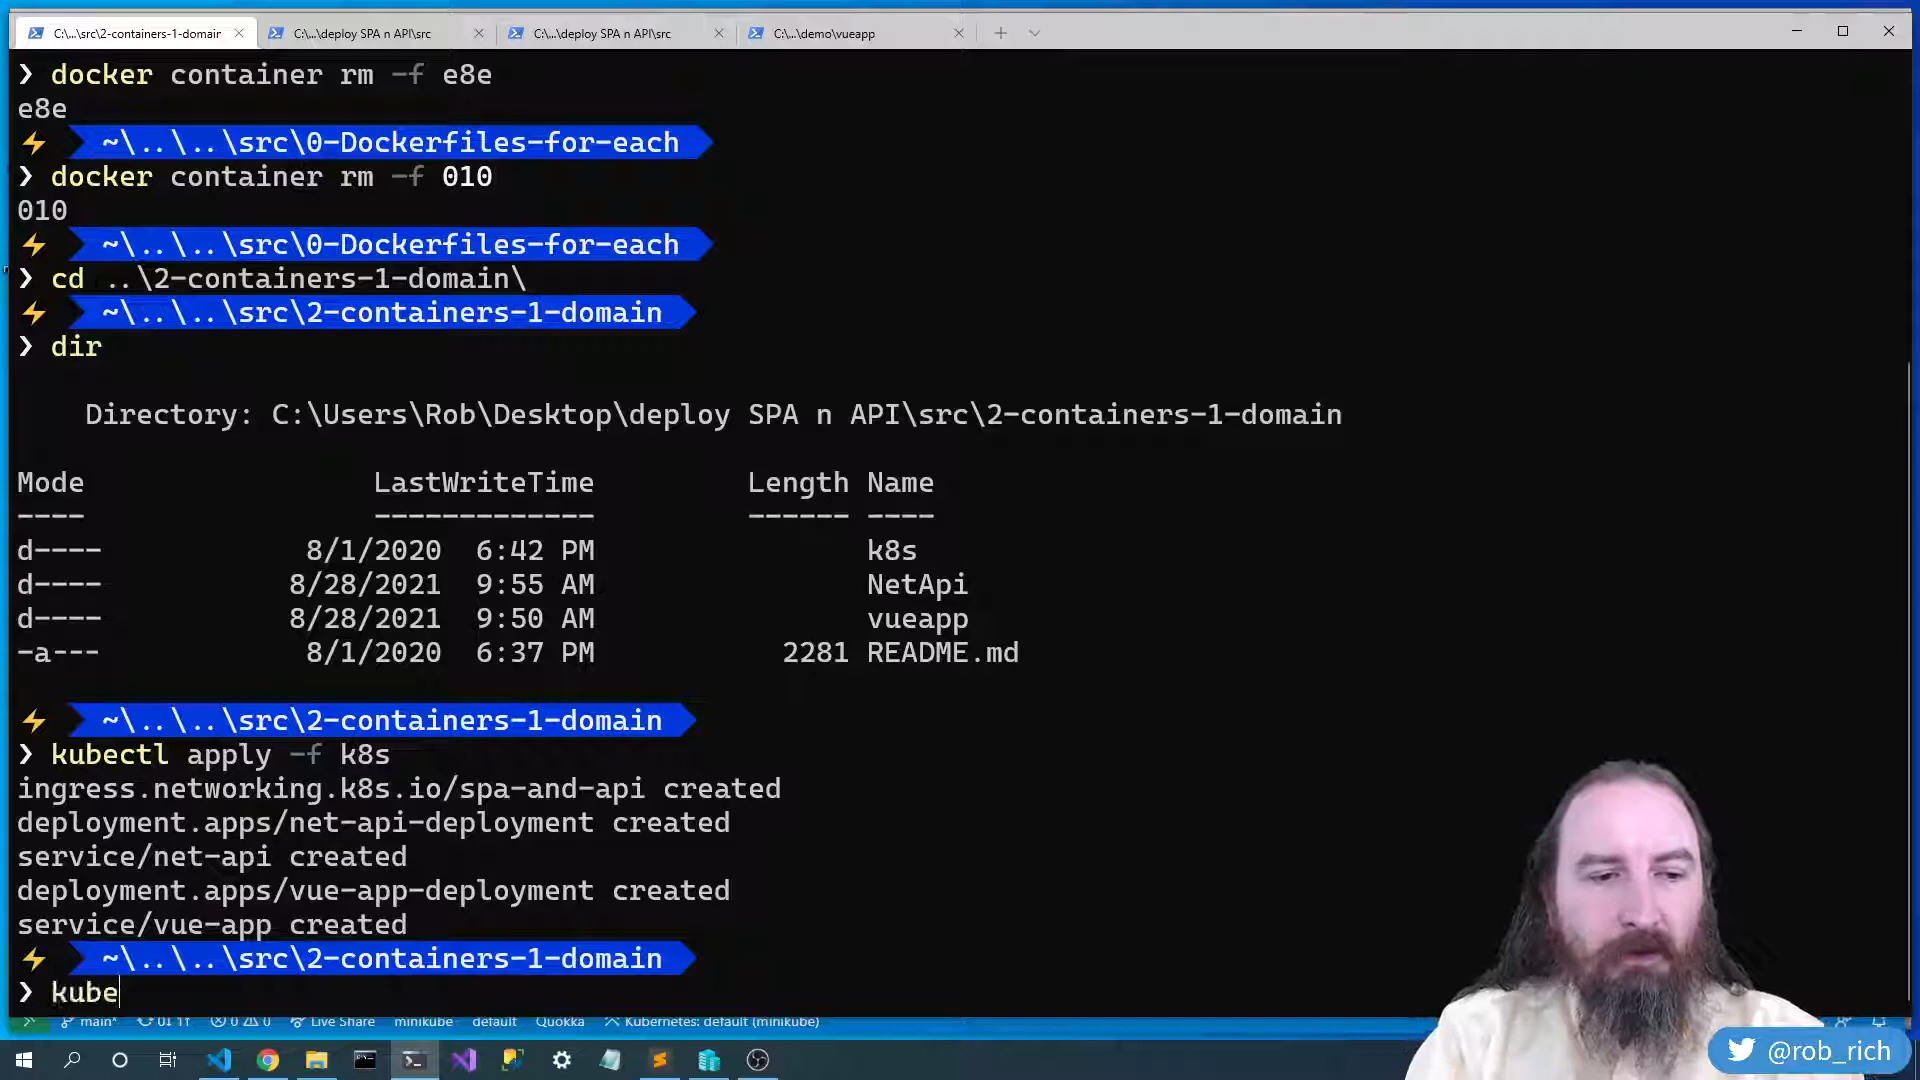 C:\...\src\2-containers-1-domain
C:\...\deploy SPA n API\src
C:\...\deploy SPA n API\src
C:\...\demo\vueapp
❯ docker container rm -f e8e
e8e
~\..\..\src\0-Dockerfiles-for-each
❯ docker container rm -f 010
010
~\..\..\src\0-Dockerfiles-for-each
❯ cd ..\2-containers-1-domain\
~\..\..\src\2-containers-1-domain
❯ dir
Directory: C:\Users\Rob\Desktop\deploy SPA n API\src\2-containers-1-domain
Mode LastWriteTime Length Name
---- ------------- ------ ----
d---- 8/1/2020 6:42 PM k8s
d---- 8/28/2021 9:55 AM NetApi
d---- 8/28/2021 9:50 AM vueapp
-a--- 8/1/2020 6:37 PM 2281 README.md
~\..\..\src\2-containers-1-domain
❯ kubectl apply -f k8s
ingress.networking.k8s.io/spa-and-api created
deployment.apps/net-api-deployment created
service/net-api created
deployment.apps/vue-app-deployment created
service/vue-app created
~\..\..\src\2-containers-1-domain
❯ kube
main* 0↓ 1↑ 0 0 Live Share minikube default Quokka Kubernetes: default (minikube)
@rob_rich